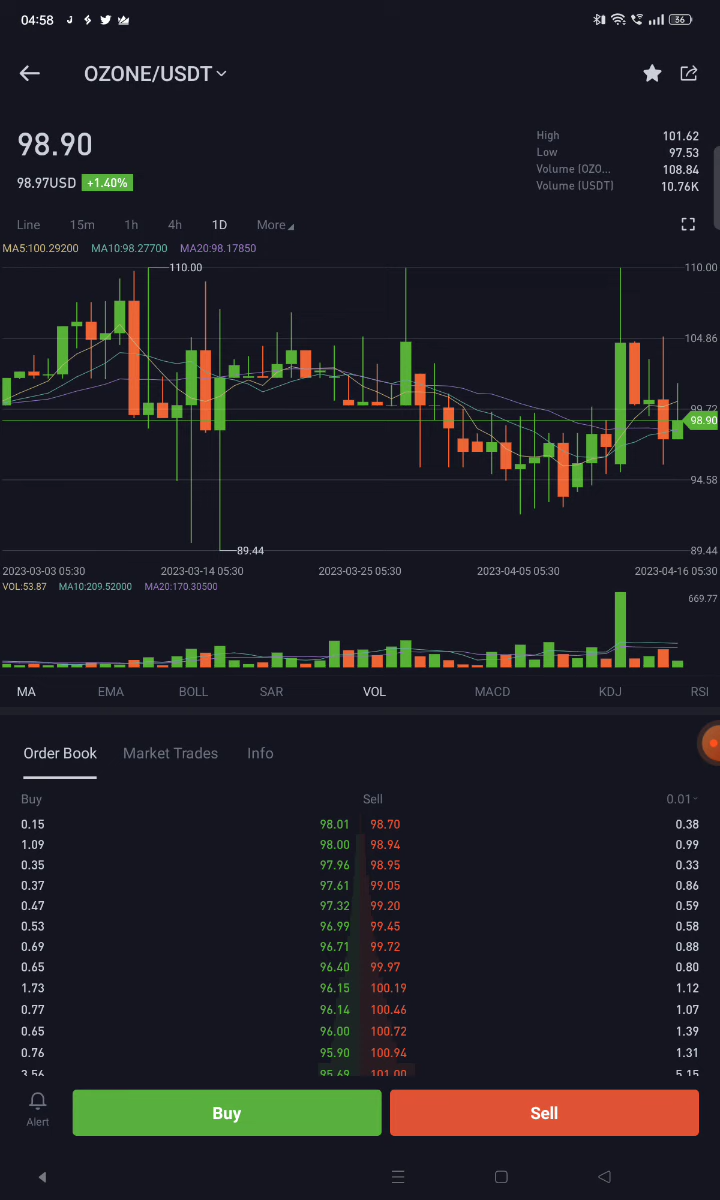 04:58 36
OZONE/USDT
98.90
98.97USD +1.40%
High 101.62
Low 97.53
Volume (OZO... 108.84
Volume (USDT) 10.76K
Line 15m 1h 4h 1D More
MA5:100.29200 MA10:98.27700 MA20:98.17850
110.00 110.00
104.86
99.72
98.90
94.58
89.44 89.44
2023-03-03 05:30 2023-03-14 05:30 2023-03-25 05:30 2023-04-05 05:30 2023-04-16 05:30
VOL:53.87 MA10:209.52000 MA20:170.30500
669.77
MA EMA BOLL SAR VOL MACD KDJ RSI
Order Book Market Trades Info
Buy Sell 0.01
0.15 98.01 98.70 0.38
1.09 98.00 98.94 0.99
0.35 97.96 98.95 0.33
0.37 97.61 99.05 0.86
0.47 97.32 99.20 0.59
0.53 96.99 99.45 0.58
0.69 96.71 99.72 0.88
0.65 96.40 99.97 0.80
1.73 96.15 100.19 1.12
0.77 96.14 100.46 1.07
0.65 96.00 100.72 1.39
0.76 95.90 100.94 1.31
3.56 95.69 101.00 5.15
Alert Buy Sell